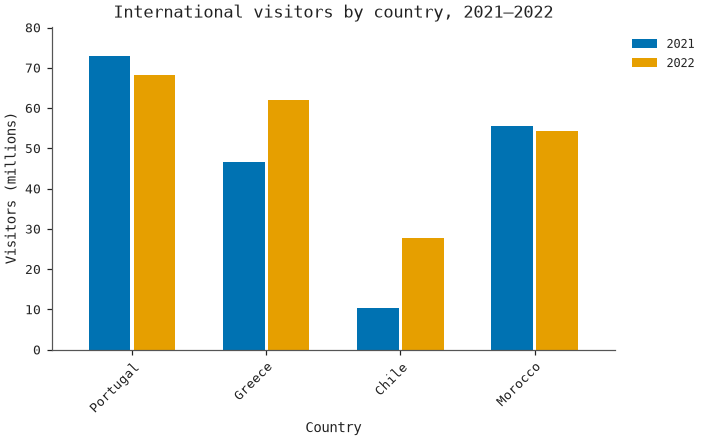 International visitors by country, 2021–2022
2021
2022
Visitors (millions)
80
70
60
50
40
30
20
10
0
Portugal
Greece
Chile
Morocco
Country